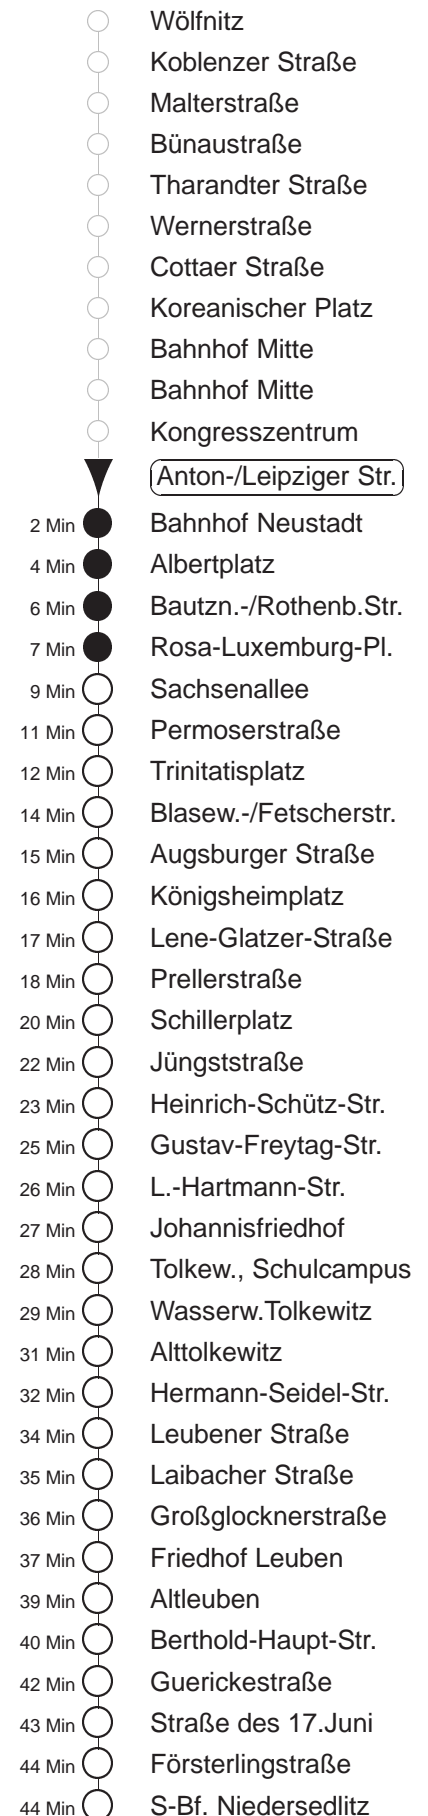 Wölfnitz
Koblenzer Straße
Malterstraße
Bünaustraße
Tharandter Straße
Wernerstraße
Cottaer Straße
Koreanischer Platz
Bahnhof Mitte
Bahnhof Mitte
Kongresszentrum
Anton-/Leipziger Str.
2 Min Bahnhof Neustadt
4 Min Albertplatz
6 Min Bautzn.-/Rothenb.Str.
7 Min Rosa-Luxemburg-Pl.
9 Min Sachsenallee
11 Min Permoserstraße
12 Min Trinitatisplatz
14 Min Blasew.-/Fetscherstr.
15 Min Augsburger Straße
16 Min Königsheimplatz
17 Min Lene-Glatzer-Straße
18 Min Prellerstraße
20 Min Schillerplatz
22 Min Jüngststraße
23 Min Heinrich-Schütz-Str.
25 Min Gustav-Freytag-Str.
26 Min L.-Hartmann-Str.
27 Min Johannisfriedhof
28 Min Tolkew., Schulcampus
29 Min Wasserw.Tolkewitz
31 Min Alttolkewitz
32 Min Hermann-Seidel-Str.
34 Min Leubener Straße
35 Min Laibacher Straße
36 Min Großglocknerstraße
37 Min Friedhof Leuben
39 Min Altleuben
40 Min Berthold-Haupt-Str.
42 Min Guerickestraße
43 Min Straße des 17.Juni
44 Min Försterlingstraße
44 Min S-Bf. Niedersedlitz